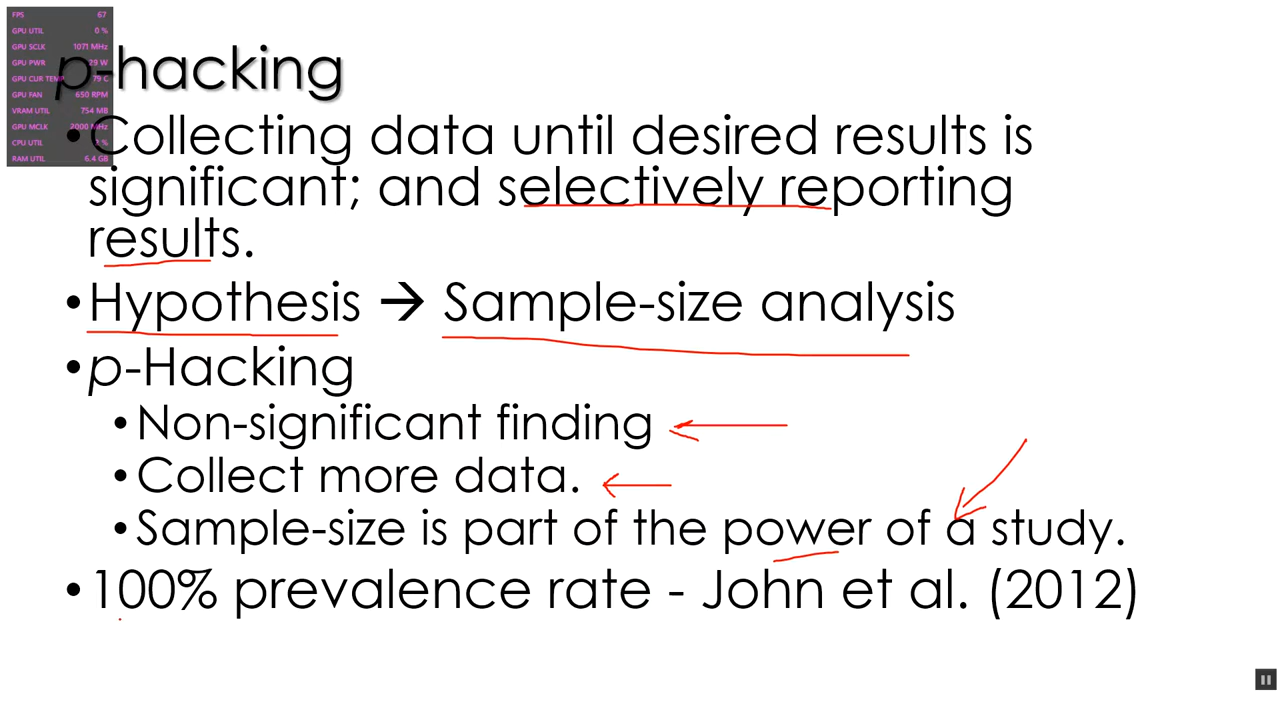 FPS 67
GPU UTIL 0 %
GPU SCLK 1071 MHz
GPU PWR 29 W
GPU CUR TEMP 79 C
GPU FAN 650 RPM
VRAM UTIL 754 MB
GPU MCLK 2000 MHz
CPU UTIL %
RAM UTIL 6.4 GB
p-hacking
•Collecting data until desired results is
significant; and selectively reporting
results.
•Hypothesis → Sample-size analysis
•p-Hacking
•Non-significant finding
•Collect more data.
•Sample-size is part of the power of a study.
•100% prevalence rate - John et al. (2012)